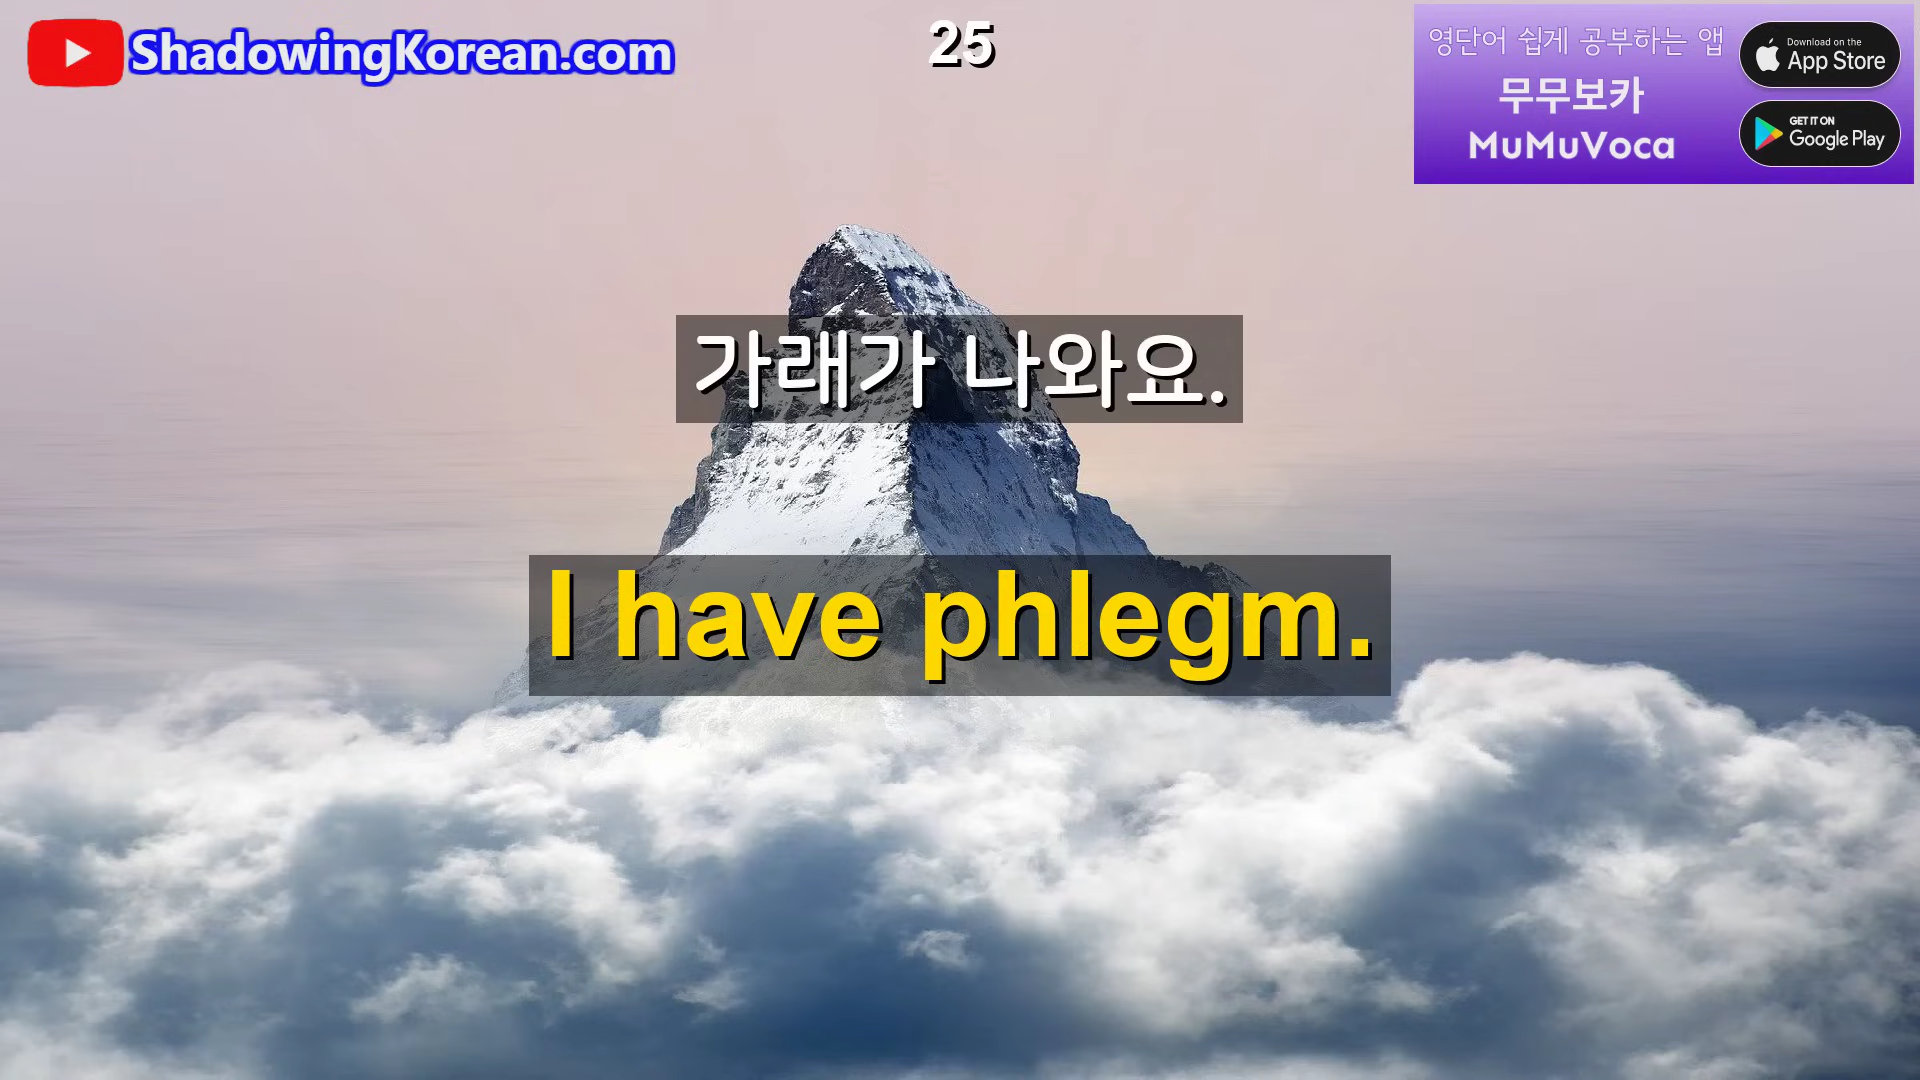 ShadowingKorean.com
25
영단어 쉽게 공부하는 앱
무무보카
MuMuVoca
Download on the
App Store
GET IT ON
Google Play
가래가 나와요.
I have phlegm.